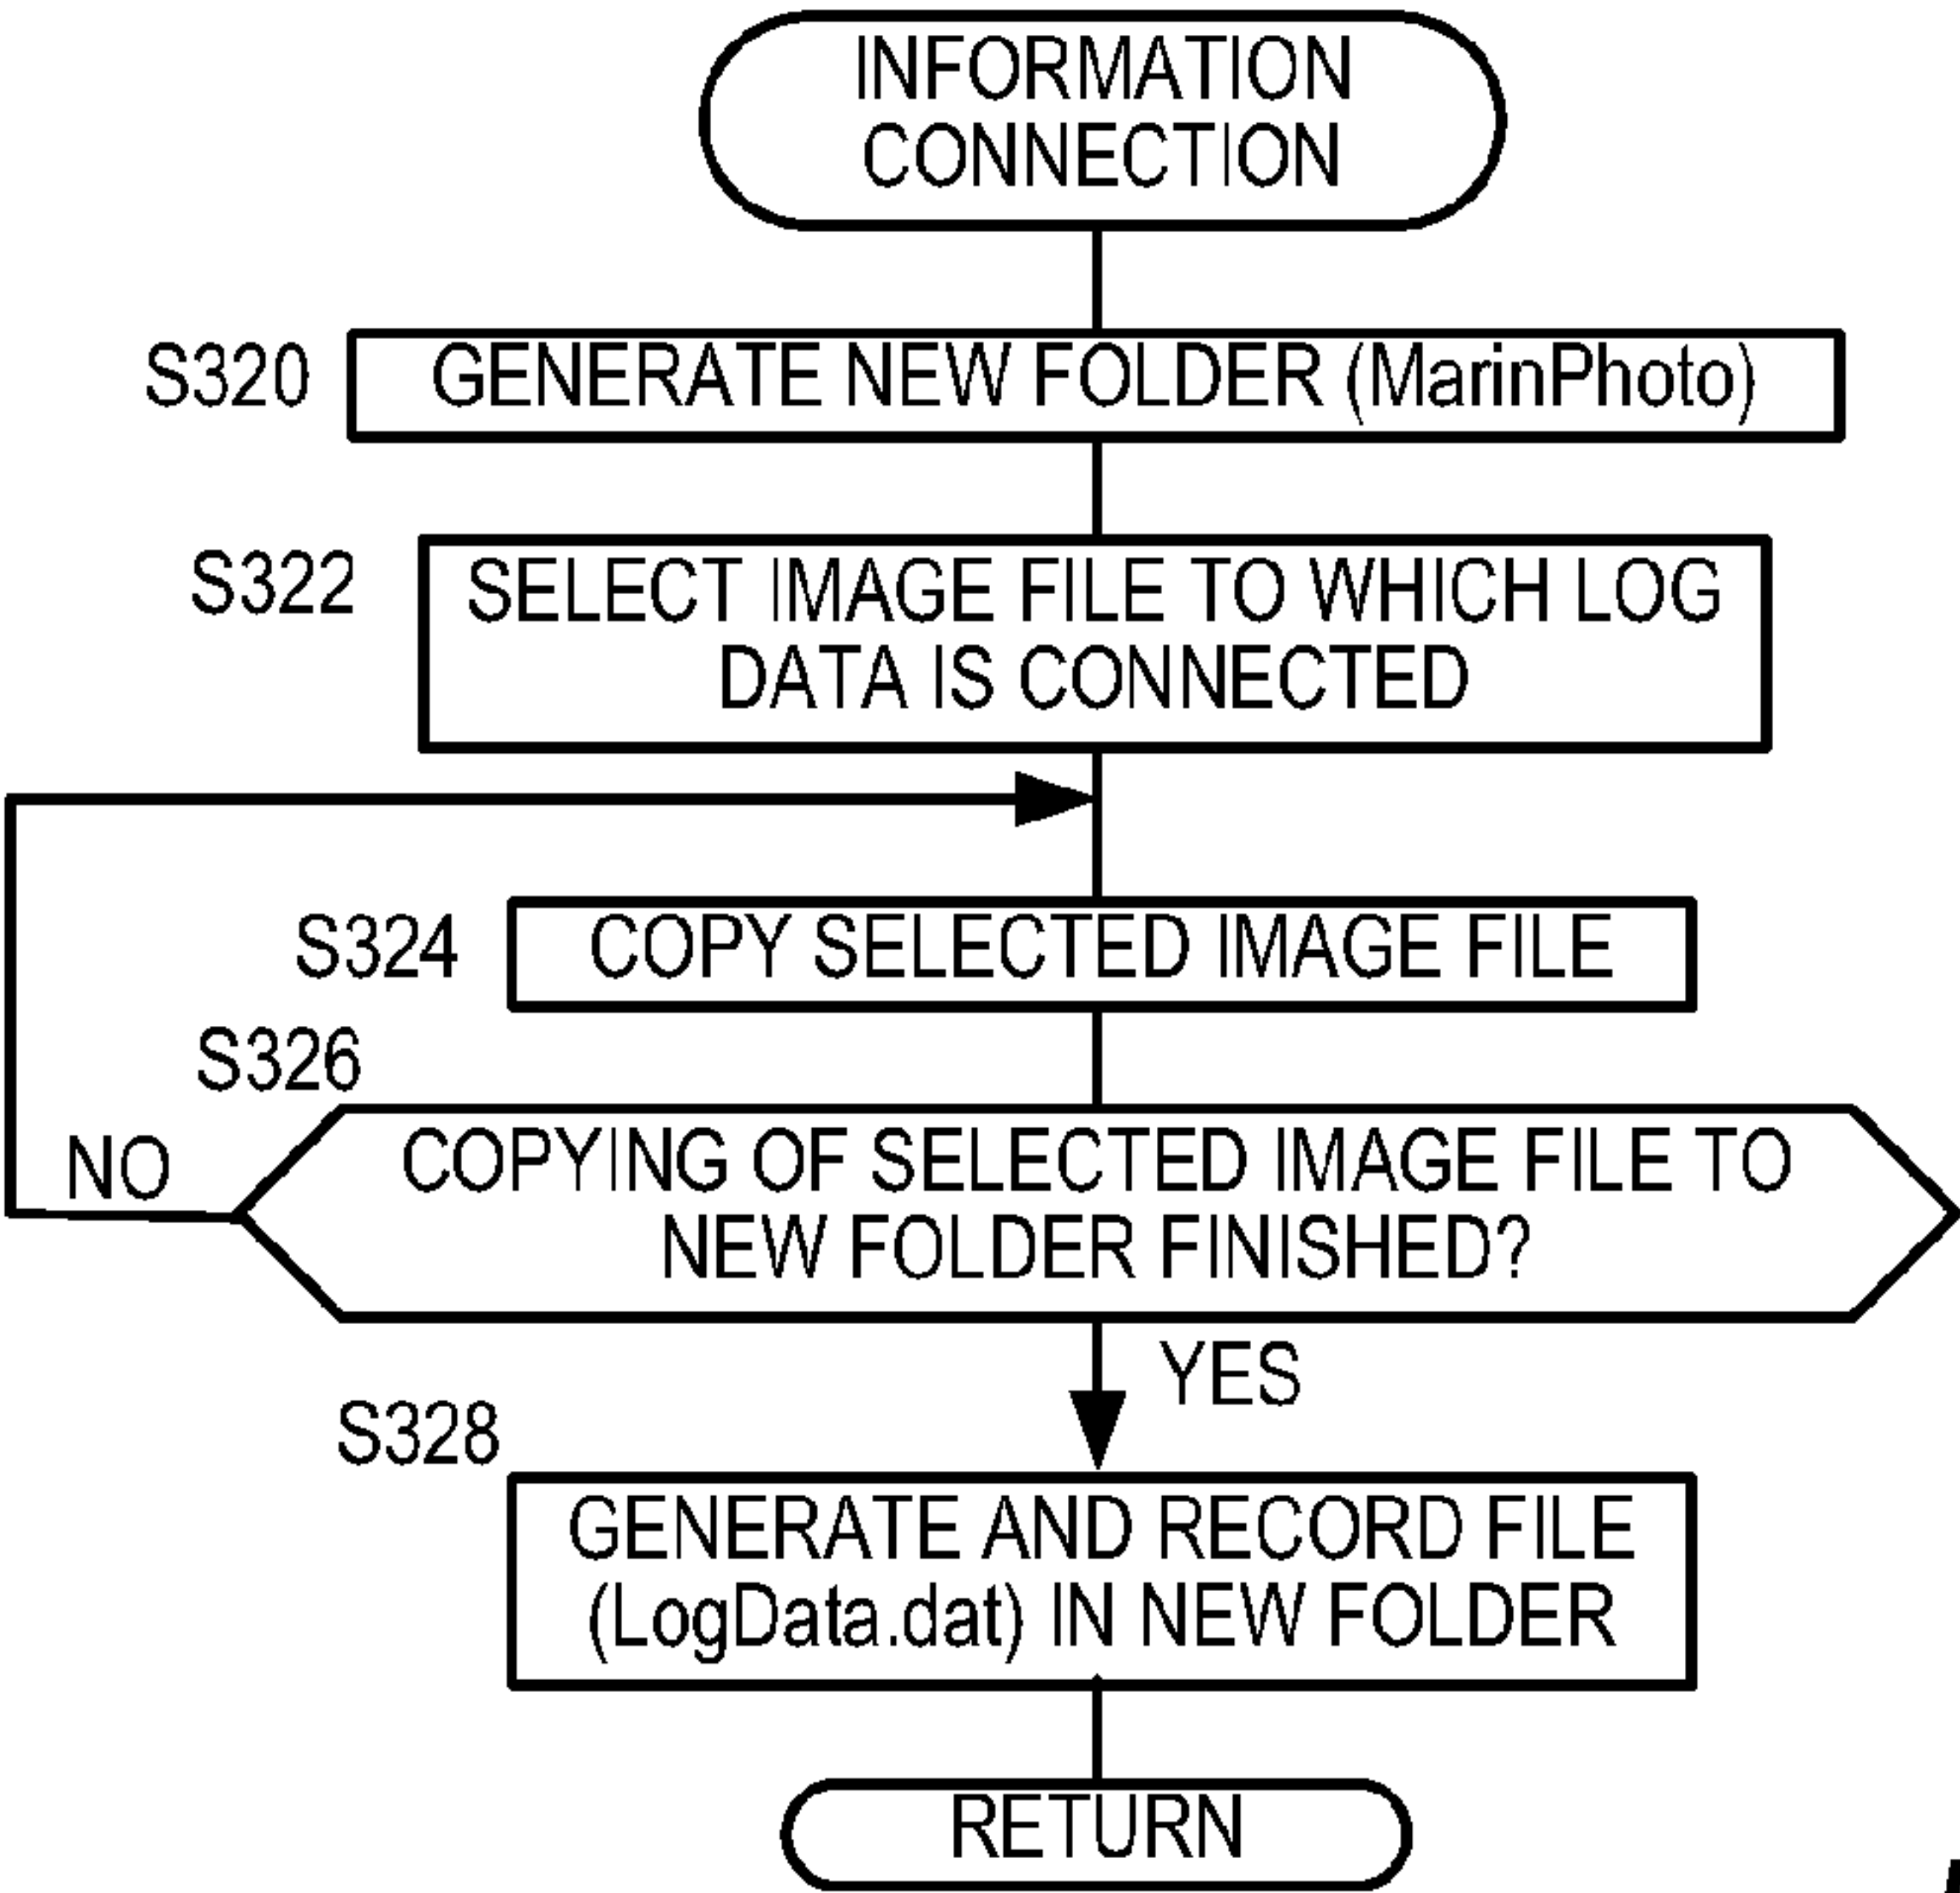 INFORMATION
CONNECTION
S320
GENERATE NEW FOLDER (MarinPhoto)
S322
SELECT IMAGE FILE TO WHICH LOG
DATA IS CONNECTED
S324
COPY SELECTED IMAGE FILE
S326
NO
COPYING OF SELECTED IMAGE FILE TO
NEW FOLDER FINISHED?
YES
S328
GENERATE AND RECORD FILE
(LogData.dat) IN NEW FOLDER
RETURN